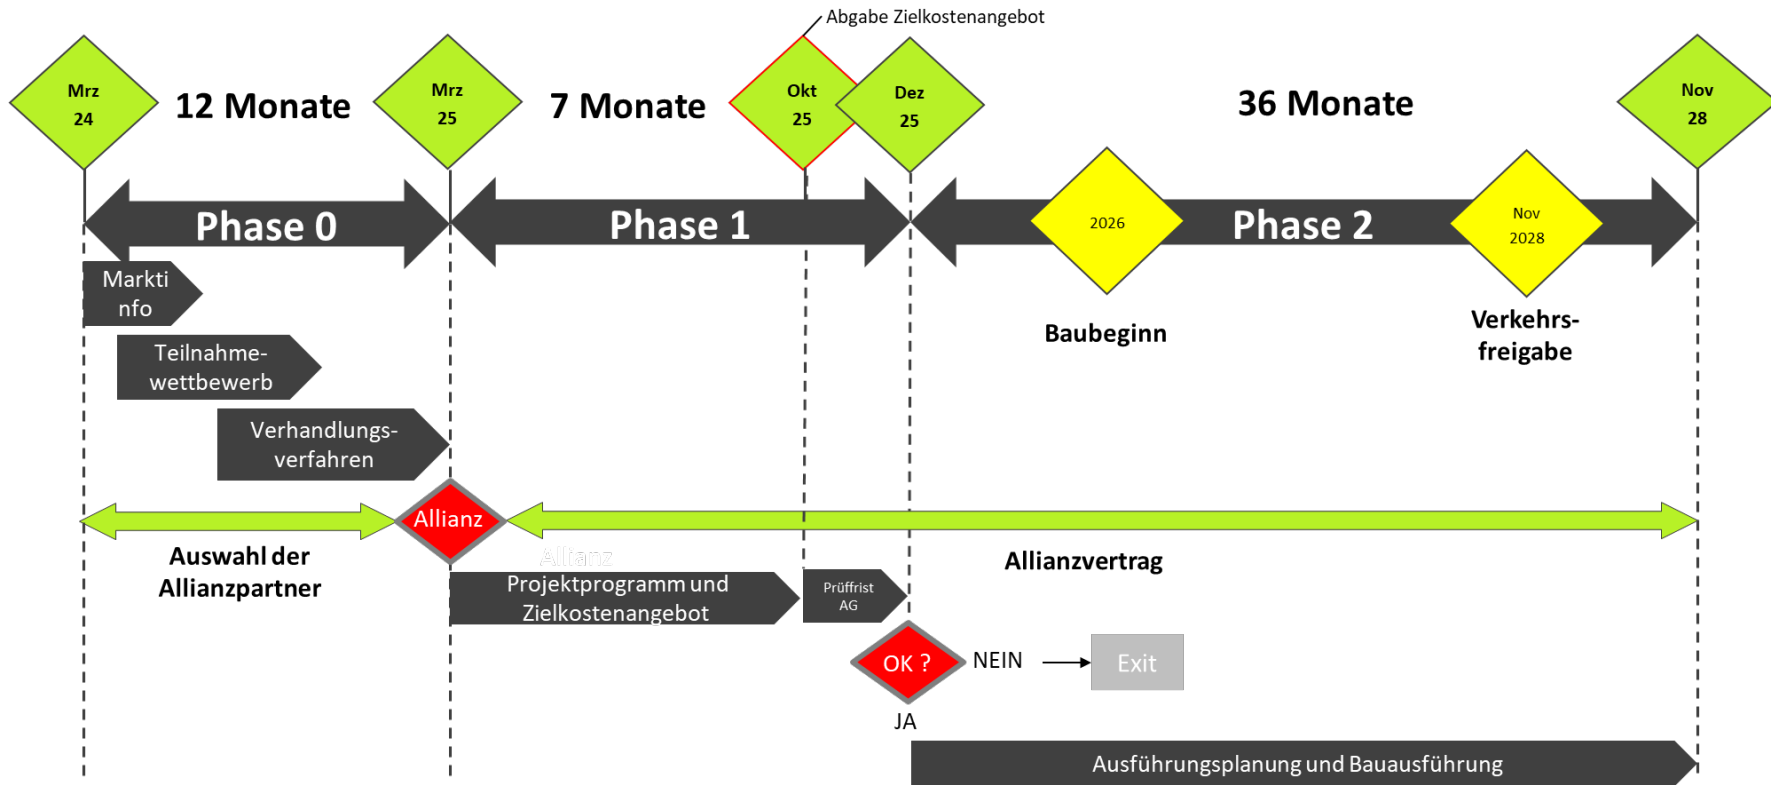 Abgabe Zielkostenangebot
Mrz
24
12 Monate
Mrz
25
7 Monate
Okt
25
Dez
25
36 Monate
Nov
28
Phase 0
Phase 1
2026
Phase 2
Nov
2028
Markti
nfo
Baubeginn
Verkehrs-
freigabe
Teilnahme-
wettbewerb
Verhandlungs-
verfahren
Allianz
Auswahl der
Allianzpartner
Allianz
Allianzvertrag
Projektprogramm und
Zielkostenangebot
Prüffrist
AG
OK ?
NEIN
Exit
JA
Ausführungsplanung und Bauausführung